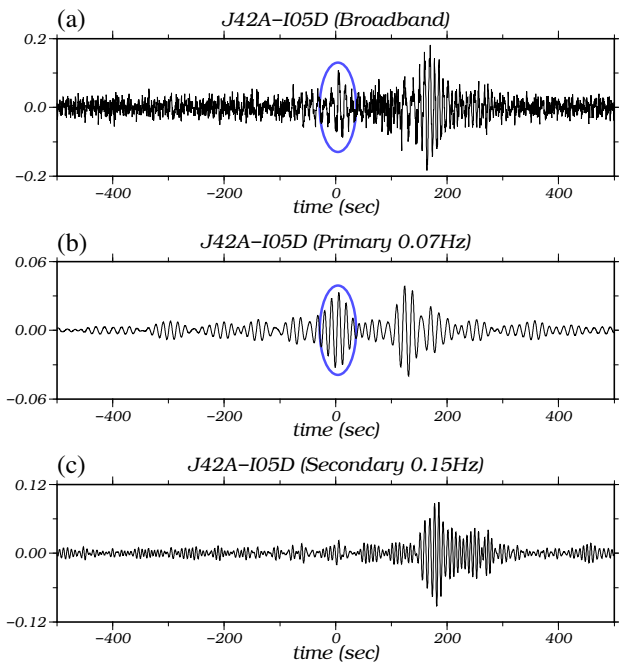 (a) J42A−I05D (Broadband)
0.2
0.0
−0.2
−400 −200 0 200 400
time (sec)
(b) J42A−I05D (Primary 0.07Hz)
0.06
0.00
−0.06
−400 −200 0 200 400
time (sec)
(c) J42A−I05D (Secondary 0.15Hz)
0.12
0.00
−0.12
−400 −200 0 200 400
time (sec)